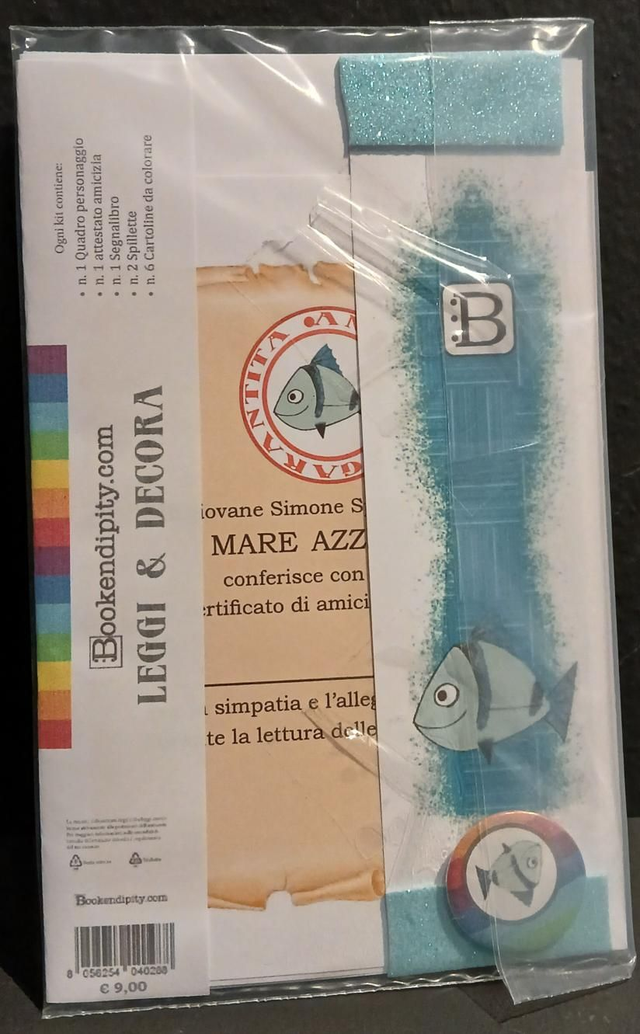 Ogni kit contiene:
• n. 1 Quadro personaggio
• n. 1 attestato amicizia
• n. 1 Segnalibro
• n. 2 Spillette
• n. 6 Cartoline da colorare
Bookendipity.com
LEGGI & DECORA
Bookendipity.com
8 056254 040288
€ 9,00
GARANTITA
iovane Simone S
MARE AZZ
conferisce con
ertificato di amici
simpatia e l'alleg
te la lettura delle
B